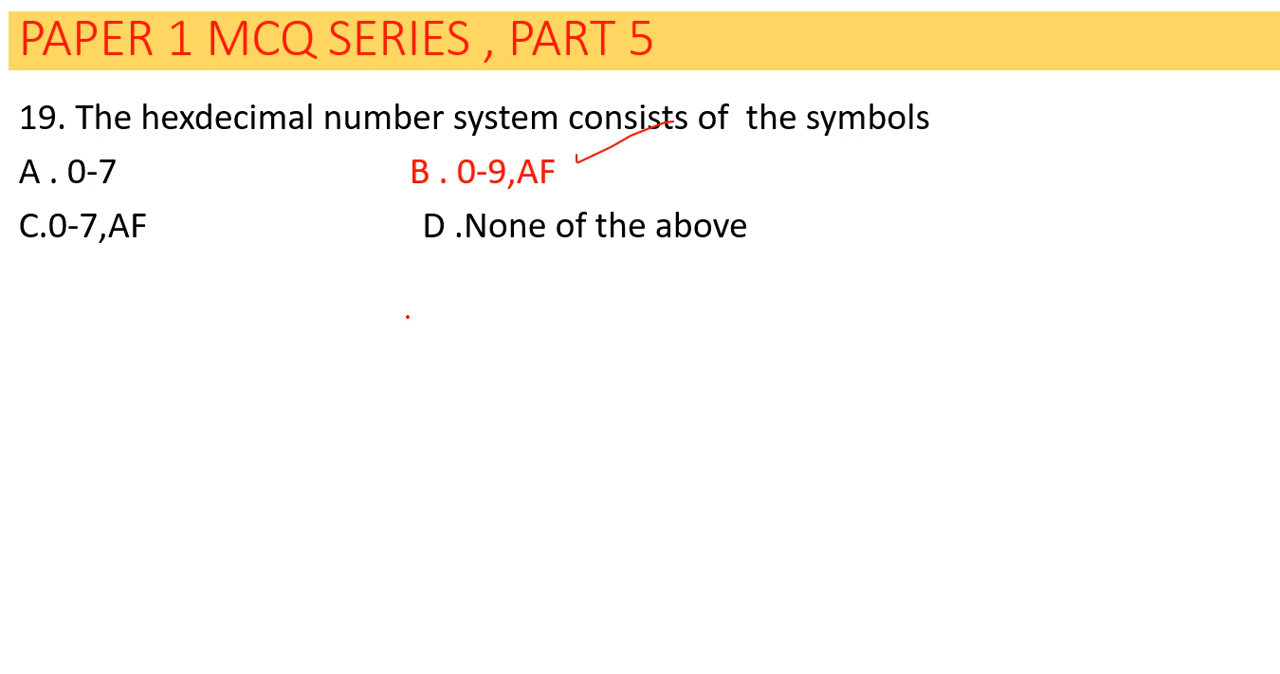 PAPER 1 MCQ SERIES , PART 5
19. The hexdecimal number system consists of  the symbols
A . 0-7 B . 0-9,AF
C.0-7,AF D .None of the above